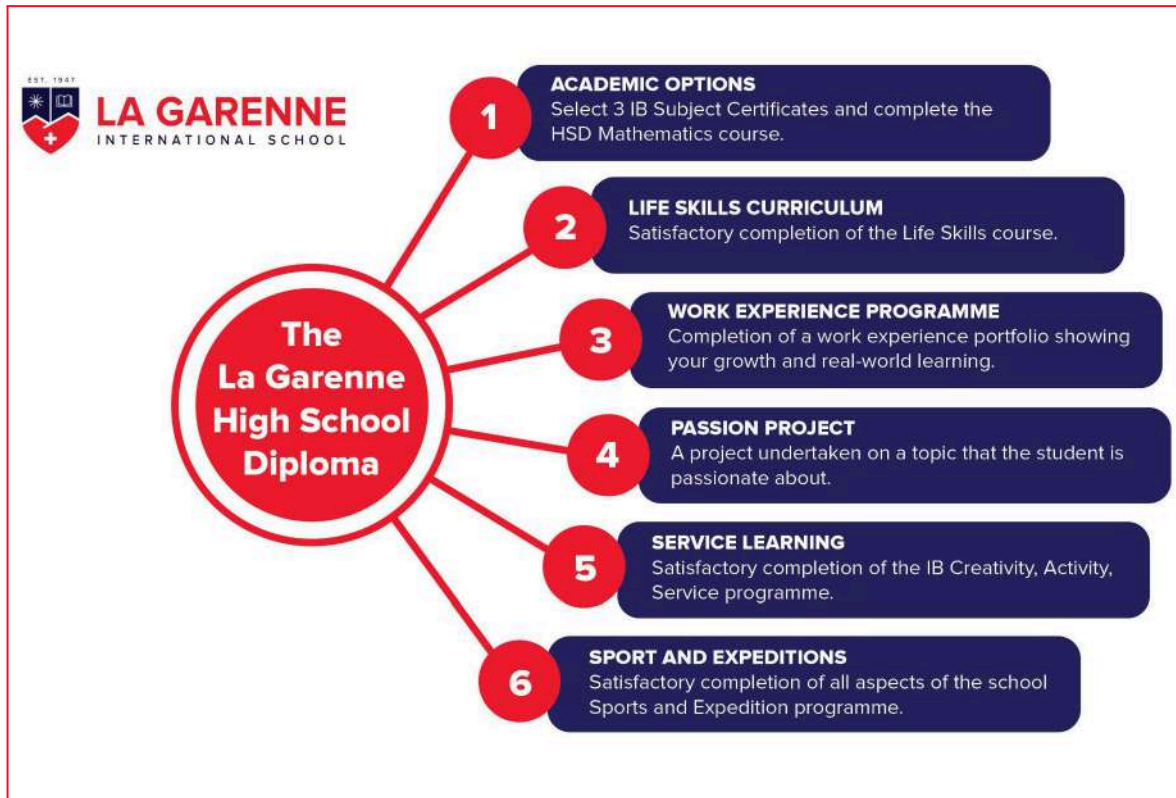 EST. 1947
LA GARENNE
INTERNATIONAL SCHOOL
The
La Garenne
High School
Diploma
1
ACADEMIC OPTIONS
Select 3 IB Subject Certificates and complete the
HSD Mathematics course.
2
LIFE SKILLS CURRICULUM
Satisfactory completion of the Life Skills course.
3
WORK EXPERIENCE PROGRAMME
Completion of a work experience portfolio showing
your growth and real-world learning.
4
PASSION PROJECT
A project undertaken on a topic that the student is
passionate about.
5
SERVICE LEARNING
Satisfactory completion of the IB Creativity, Activity,
Service programme.
6
SPORT AND EXPEDITIONS
Satisfactory completion of all aspects of the school
Sports and Expedition programme.